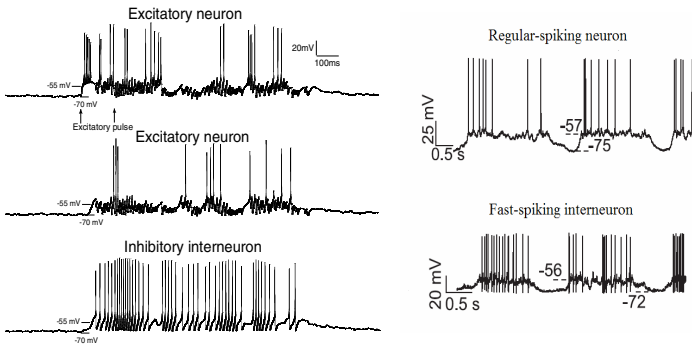 Excitatory neuron
20mV
100ms
-55 mV
-70 mV
Excitatory pulse
Excitatory neuron
-55 mV
-70 mV
Inhibitory interneuron
-55 mV
-70 mV
Regular-spiking neuron
25 mV
0.5 s
-57
-75
Fast-spiking interneuron
20 mV
0.5 s
-56
-72